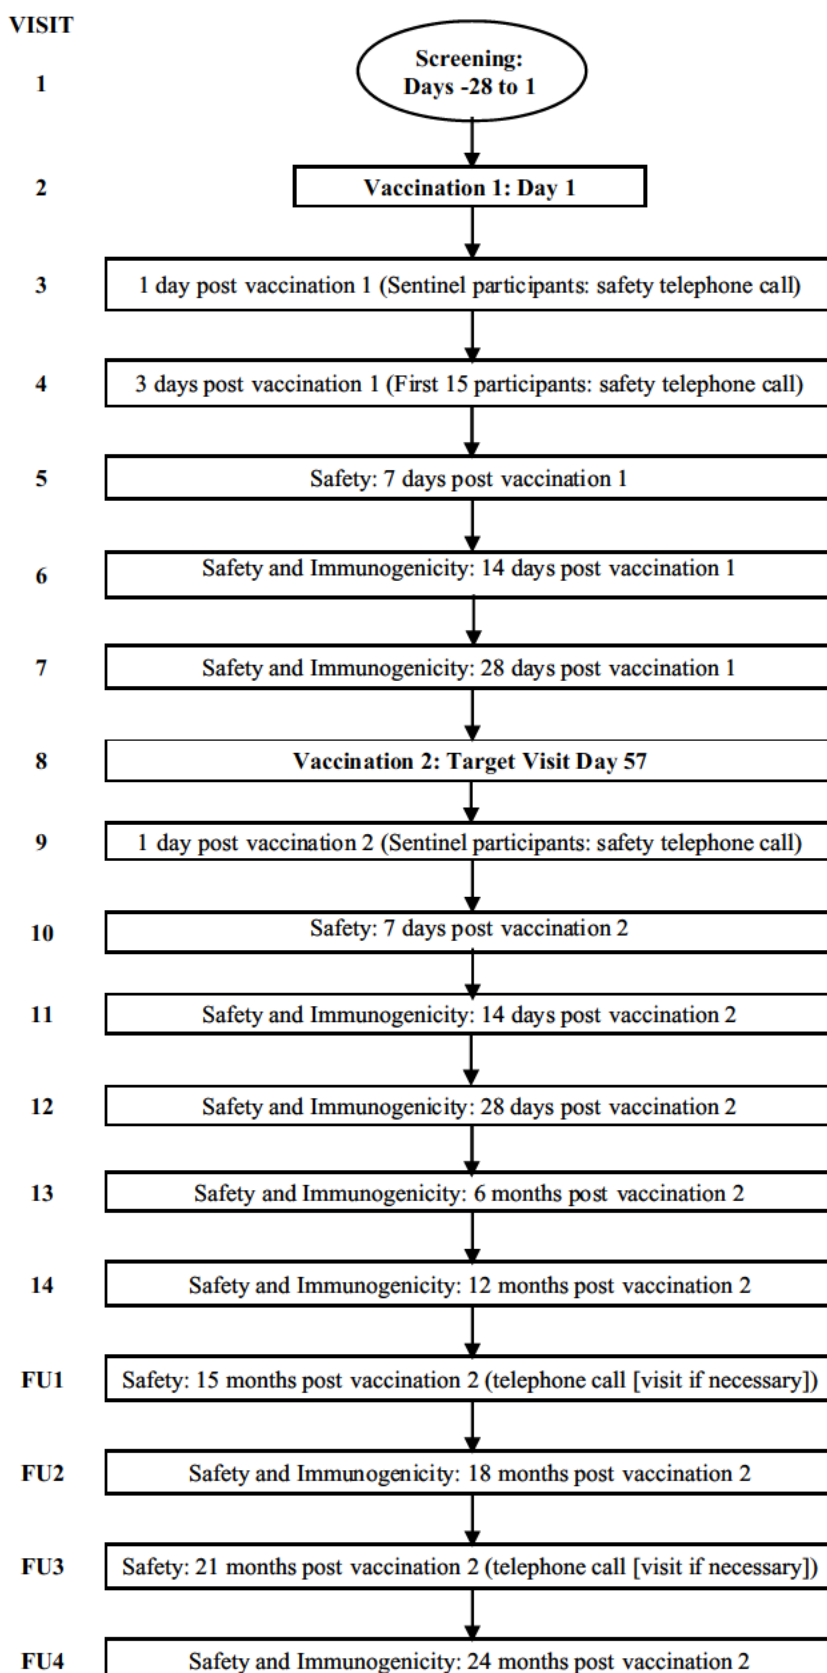 VISIT
Screening:
1 Days -28 to 1
2 Vaccination 1: Day 1
3 1 day post vaccination 1 (Sentinel participants: safety telephone call)
4 3 days post vaccination 1 (First 15 participants: safety telephone call)
5 Safety: 7 days post vaccination 1
6 Safety and Immunogenicity: 14 days post vaccination 1
7 Safety and Immunogenicity: 28 days post vaccination 1
8 Vaccination 2: Target Visit Day 57
9 1 day post vaccination 2 (Sentinel participants: safety telephone call)
10 Safety: 7 days post vaccination 2
11 Safety and Immunogenicity: 14 days post vaccination 2
12 Safety and Immunogenicity: 28 days post vaccination 2
13 Safety and Immunogenicity: 6 months post vaccination 2
14 Safety and Immunogenicity: 12 months post vaccination 2
FU1 Safety: 15 months post vaccination 2 (telephone call [visit if necessary])
FU2 Safety and Immunogenicity: 18 months post vaccination 2
FU3 Safety: 21 months post vaccination 2 (telephone call [visit if necessary])
FU4 Safety and Immunogenicity: 24 months post vaccination 2